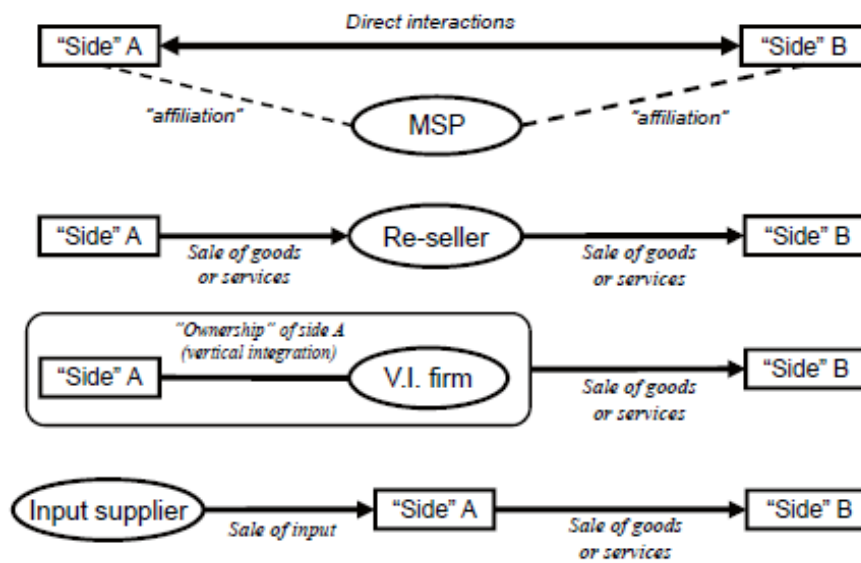 Direct interactions
“Side” A
“Side” B
"affiliation"
MSP
"affiliation"
“Side” A
Re-seller
“Side” B
Sale of goods
or services
Sale of goods
or services
"Ownership" of side A
(vertical integration)
“Side” A
V.I. firm
“Side” B
Sale of goods
or services
Input supplier
“Side” A
“Side” B
Sale of input
Sale of goods
or services